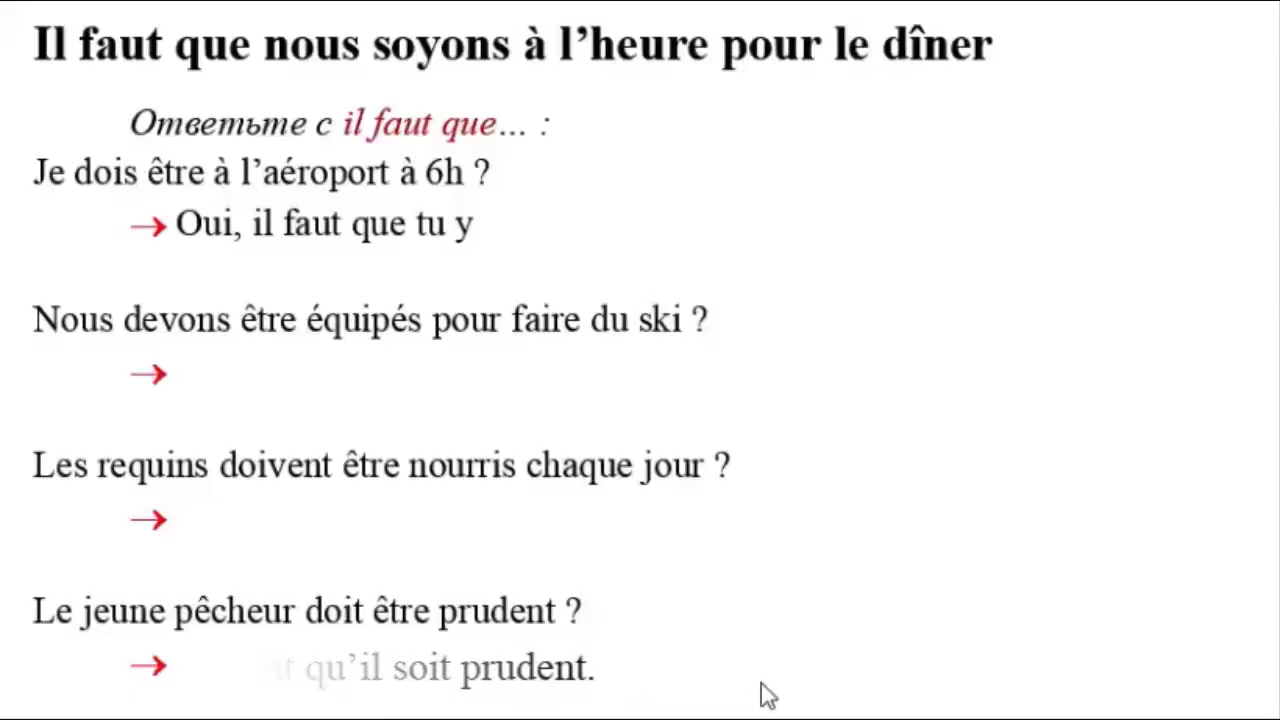 Il faut que nous soyons à l’heure pour le dîner
Ответьте с il faut que… :
Je dois être à l’aéroport à 6h ?
→ Oui, il faut que tu y
Nous devons être équipés pour faire du ski ?
→
Les requins doivent être nourris chaque jour ?
→
Le jeune pêcheur doit être prudent ?
→ qu’il soit prudent.